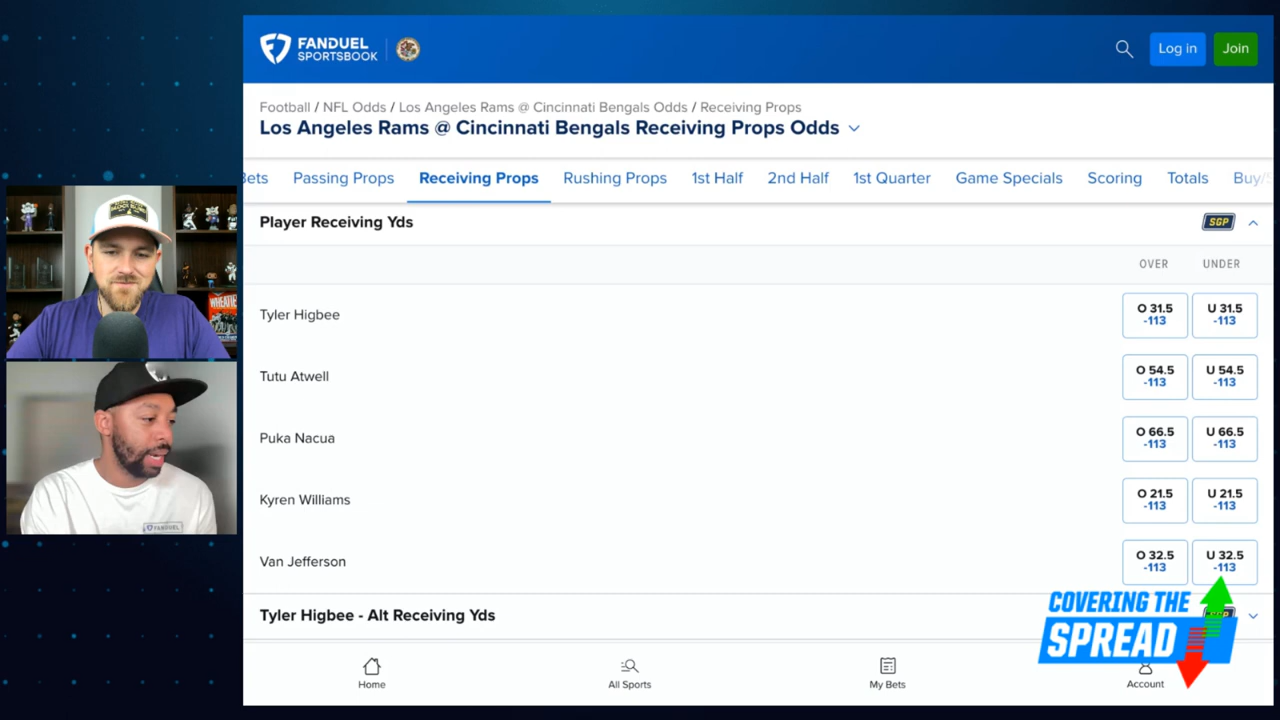 FANDUEL
SPORTSBOOK
Log in
Join
Football / NFL Odds / Los Angeles Rams @ Cincinnati Bengals Odds / Receiving Props
Los Angeles Rams @ Cincinnati Bengals Receiving Props Odds
Bets Passing Props Receiving Props Rushing Props 1st Half 2nd Half 1st Quarter Game Specials Scoring Totals Buy/
Player Receiving Yds SGP
OVER UNDER
Tyler Higbee O 31.5 U 31.5
-113 -113
Tutu Atwell O 54.5 U 54.5
-113 -113
Puka Nacua O 66.5 U 66.5
-113 -113
Kyren Williams O 21.5 U 21.5
-113 -113
Van Jefferson O 32.5 U 32.5
-113 -113
Tyler Higbee - Alt Receiving Yds
COVERING THE
SPREAD
Home All Sports My Bets Account
WHEATIES
FANDUEL